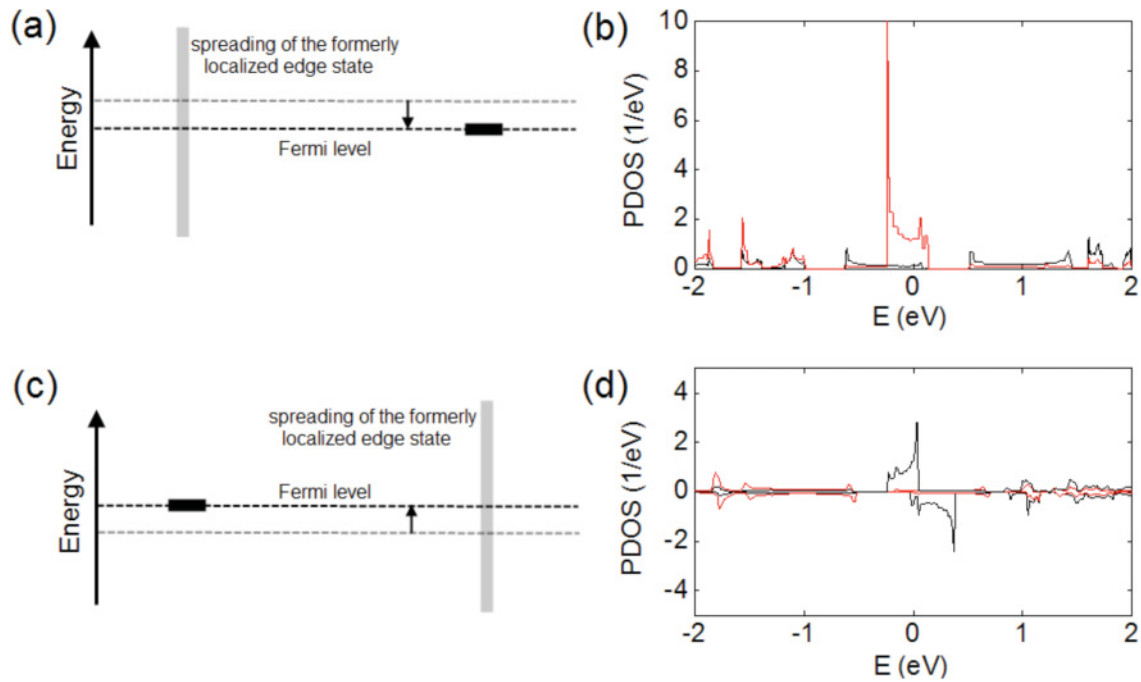 (a)
Energy
spreading of the formerly
localized edge state
Fermi level
(b)
PDOS (1/eV)
10
8
6
4
2
0
-2
-1
0
1
2
E (eV)
(c)
Energy
spreading of the formerly
localized edge state
Fermi level
(d)
PDOS (1/eV)
4
2
0
-2
-4
-2
-1
0
1
2
E (eV)